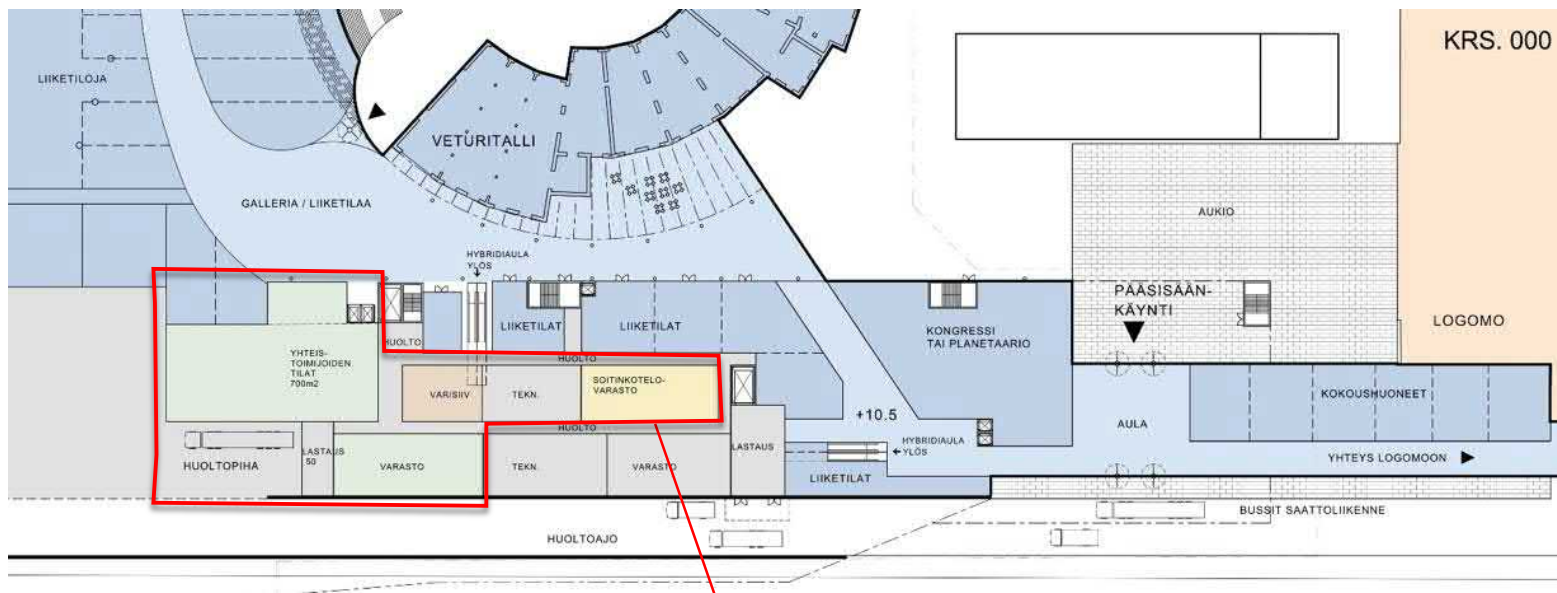 KRS. 000
LIIKETILOJA
VETURITALLI
GALLERIA / LIIKETILAA
AUKIO
HYBRIDIAULA
YLÖS
PÄÄSISÄÄN-
KÄYNTI
LIIKETILAT
LIIKETILAT
KONGRESSI
TAI PLANETAARIO
LOGOMO
HUOLTO
YHTEIS-
TOIMIJOIDEN
TILAT
700m2
HUOLTO
VARISIIV
TEKN.
SOITINKOTELO-
VARASTO
KOKOUSHUONEET
+10.5
AULA
HUOLTO
HYBRIDIAULA
YLÖS
HUOLTOPIHA
LASTAUS
50
VARASTO
TEKN.
VARASTO
LASTAUS
LIIKETILAT
YHTEYS LOGOMOON
BUSSIT SAATTOLIIKENNE
HUOLTOAJO